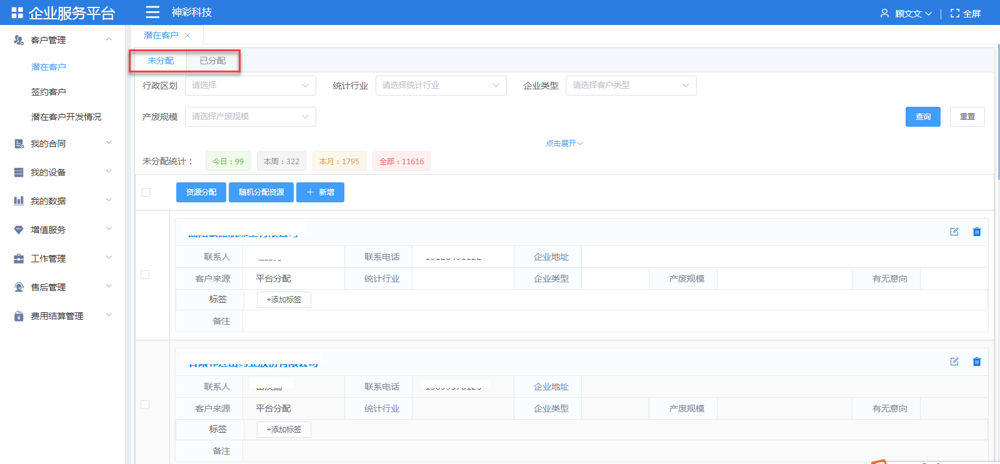 企业服务平台
神彩科技
顾文文
全屏
客户管理
潜在客户
签约客户
潜在客户开发情况
我的合同
我的设备
我的数据
增值服务
工作管理
售后管理
费用结算管理
潜在客户 ×
未分配 已分配
行政区划 请选择 统计行业 请选择统计行业 企业类型 请选择客户类型
产废规模 请选择产废规模 查询 重置
点击展开
未分配统计： 今日：99 本周：322 本月：1795 全部：11616
资源分配 随机分配资源 + 新增
联系人 联系电话 企业地址
客户来源 平台分配 统计行业 企业类型 产废规模 有无意向
标签 +添加标签
备注
联系人 联系电话 企业地址
客户来源 平台分配 统计行业 企业类型 产废规模 有无意向
标签 +添加标签
备注